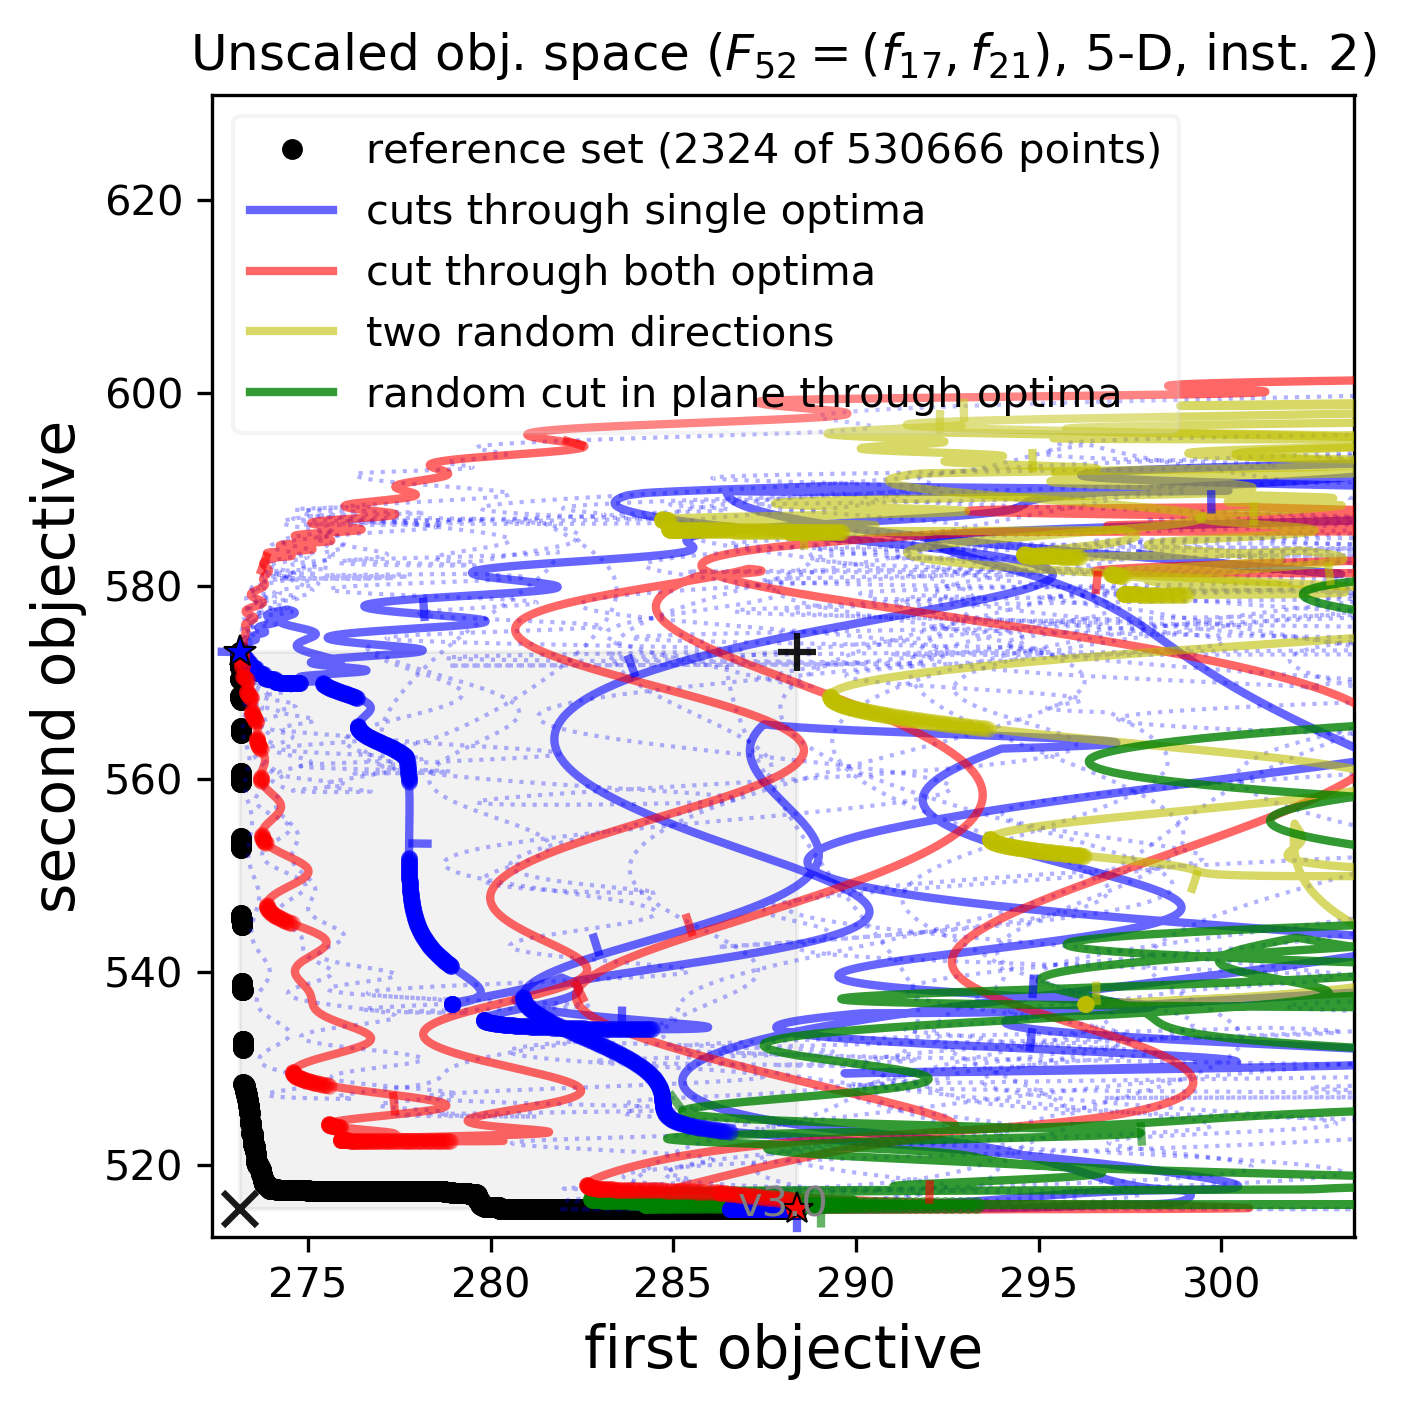 Unscaled obj. space (F52 = (f17, f21), 5-D, inst. 2)
reference set (2324 of 530666 points)
cuts through single optima
cut through both optima
two random directions
random cut in plane through optima
second objective
620
600
580
560
540
520
v3.0
275 280 285 290 295 300
first objective